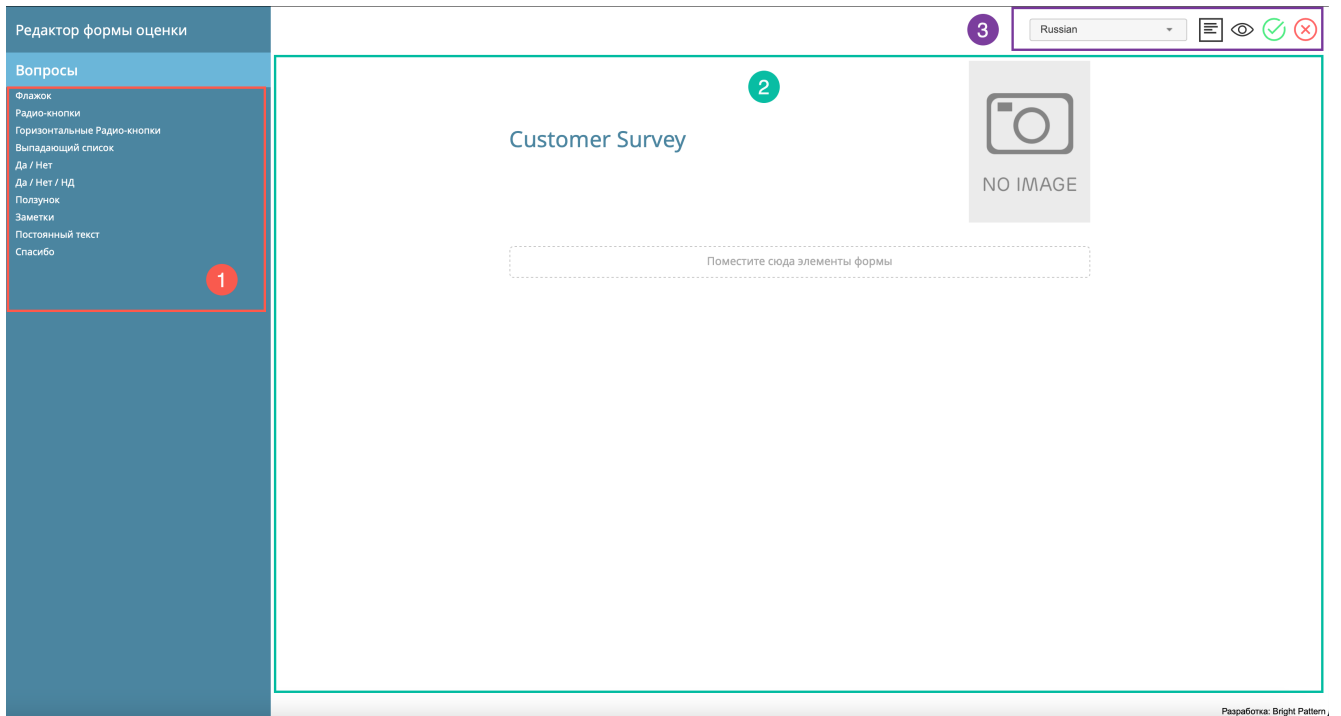 Редактор формы оценки
3
Russian
Вопросы
Флажок
Радио-кнопки
Горизонтальные Радио-кнопки
Выпадающий список
Да / Нет
Да / Нет / НД
Ползунок
Заметки
Постоянный текст
Спасибо
1
2
Customer Survey
NO IMAGE
Поместите сюда элементы формы
Разработка: Bright Pattern